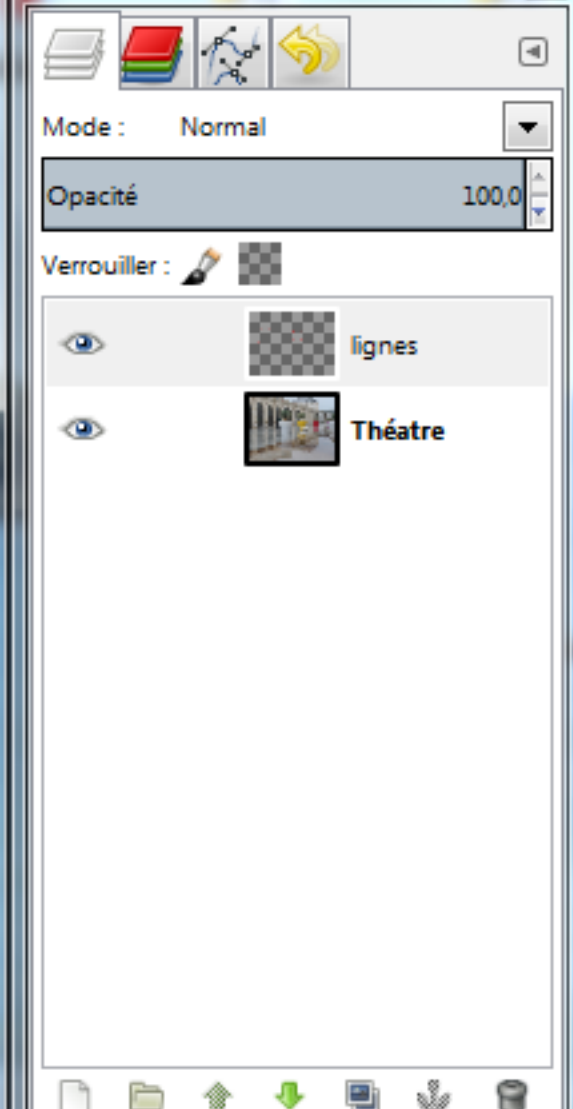 Mode : Normal
Opacité 100,0
Verrouiller :
lignes
Théatre